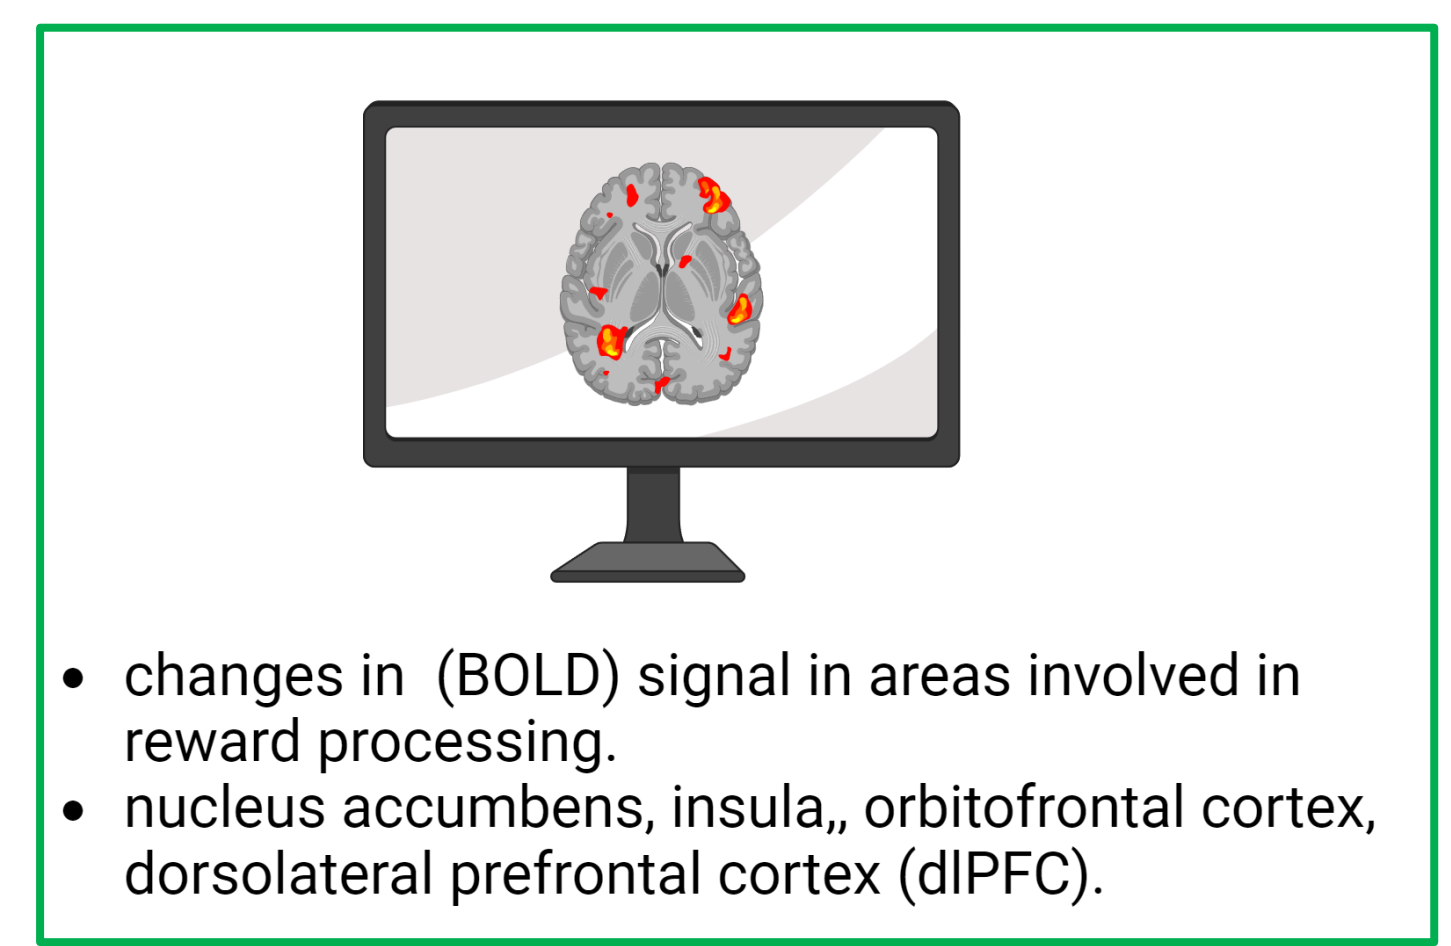 • changes in  (BOLD) signal in areas involved in
reward processing.
• nucleus accumbens, insula,, orbitofrontal cortex,
dorsolateral prefrontal cortex (dlPFC).